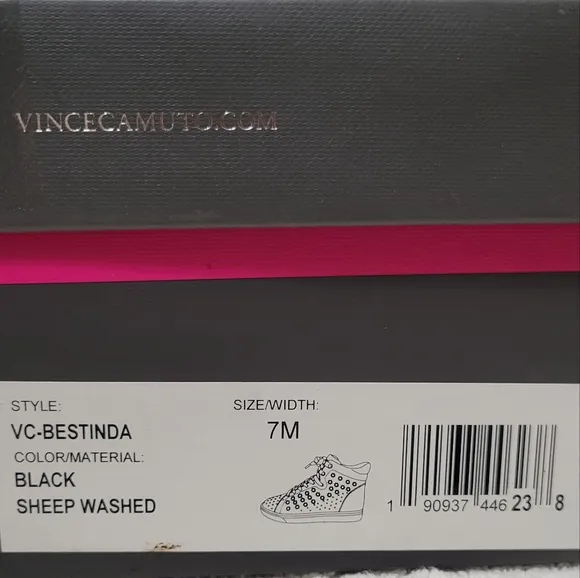 VINCECAMUTO.COM
STYLE:
VC-BESTINDA
COLOR/MATERIAL:
BLACK
SHEEP WASHED
SIZE/WIDTH:
7M
1 90937 446 23 8